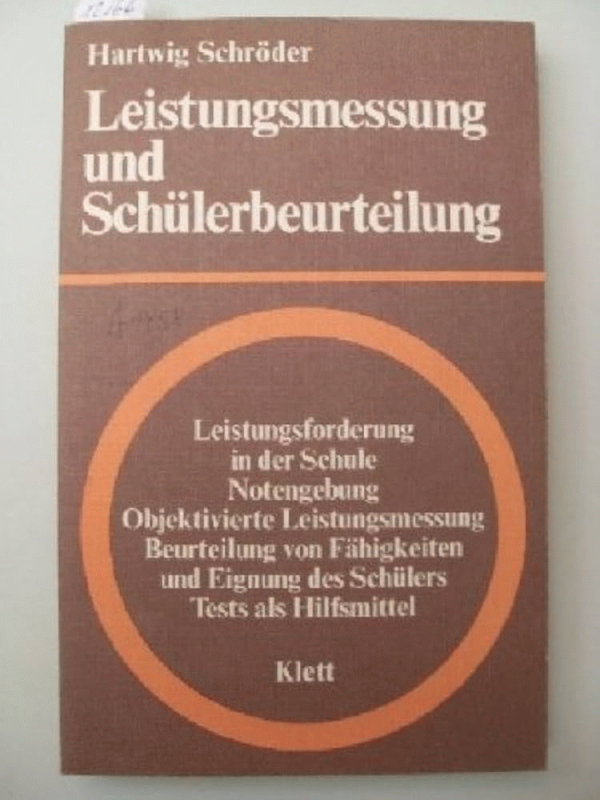 Hartwig Schröder
Leistungsmessung
und
Schülerbeurteilung
Leistungsforderung
in der Schule
Notengebung
Objektivierte Leistungsmessung
Beurteilung von Fähigkeiten
und Eignung des Schülers
Tests als Hilfsmittel
Klett